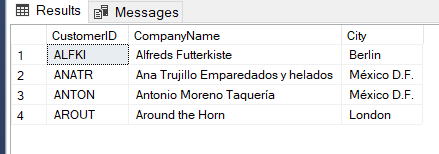 Results Messages
CustomerID CompanyName City
1 ALFKI Alfreds Futterkiste Berlin
2 ANATR Ana Trujillo Emparedados y helados México D.F.
3 ANTON Antonio Moreno Taquería México D.F.
4 AROUT Around the Horn London